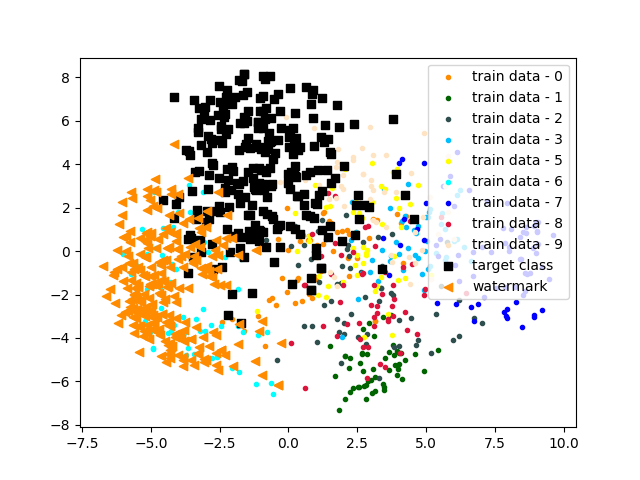 8
6
4
2
0
−2
−4
−6
−8
−7.5 −5.0 −2.5 0.0 2.5 5.0 7.5 10.0
train data - 0
train data - 1
train data - 2
train data - 3
train data - 5
train data - 6
train data - 7
train data - 8
train data - 9
target class
watermark